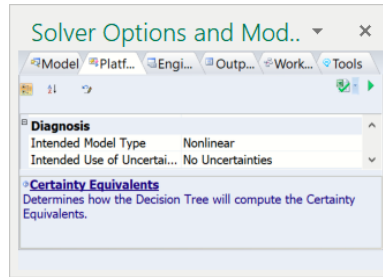 Solver Options and Mod..
Model Platf... Engi... Outp... Work... Tools
Diagnosis
Intended Model Type Nonlinear
Intended Use of Uncertai... No Uncertainties
Certainty Equivalents
Determines how the Decision Tree will compute the Certainty
Equivalents.